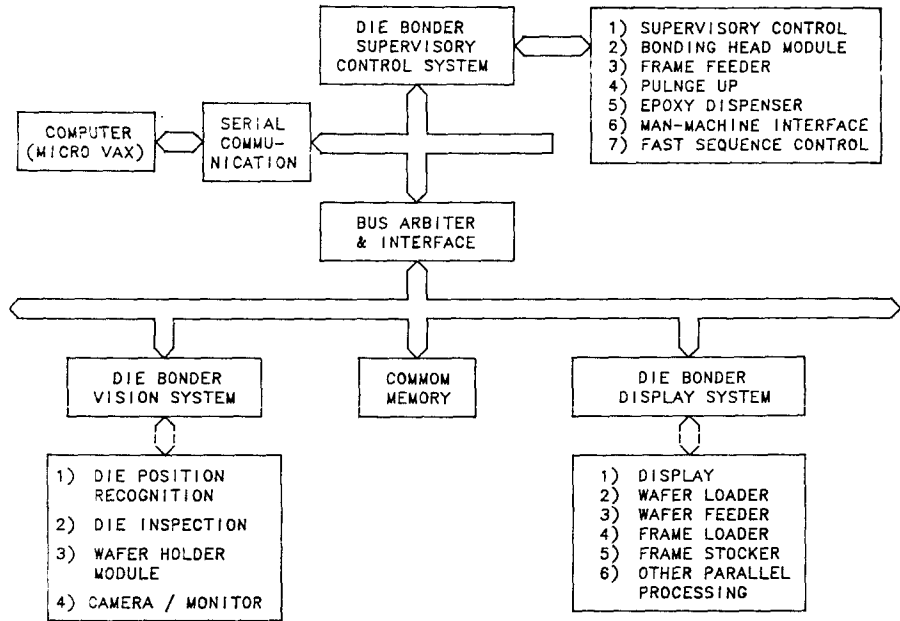 DIE BONDER
SUPERVISORY
CONTROL SYSTEM
1) SUPERVISORY CONTROL
2) BONDING HEAD MODULE
3) FRAME FEEDER
4) PULNGE UP
5) EPOXY DISPENSER
6) MAN-MACHINE INTERFACE
7) FAST SEQUENCE CONTROL
COMPUTER
(MICRO VAX)
SERIAL
COMMU-
NICATION
BUS ARBITER
& INTERFACE
DIE BONDER
VISION SYSTEM
COMMOM
MEMORY
DIE BONDER
DISPLAY SYSTEM
1) DIE POSITION
RECOGNITION
2) DIE INSPECTION
3) WAFER HOLDER
MODULE
4) CAMERA / MONITOR
1) DISPLAY
2) WAFER LOADER
3) WAFER FEEDER
4) FRAME LOADER
5) FRAME STOCKER
6) OTHER PARALLEL
PROCESSING